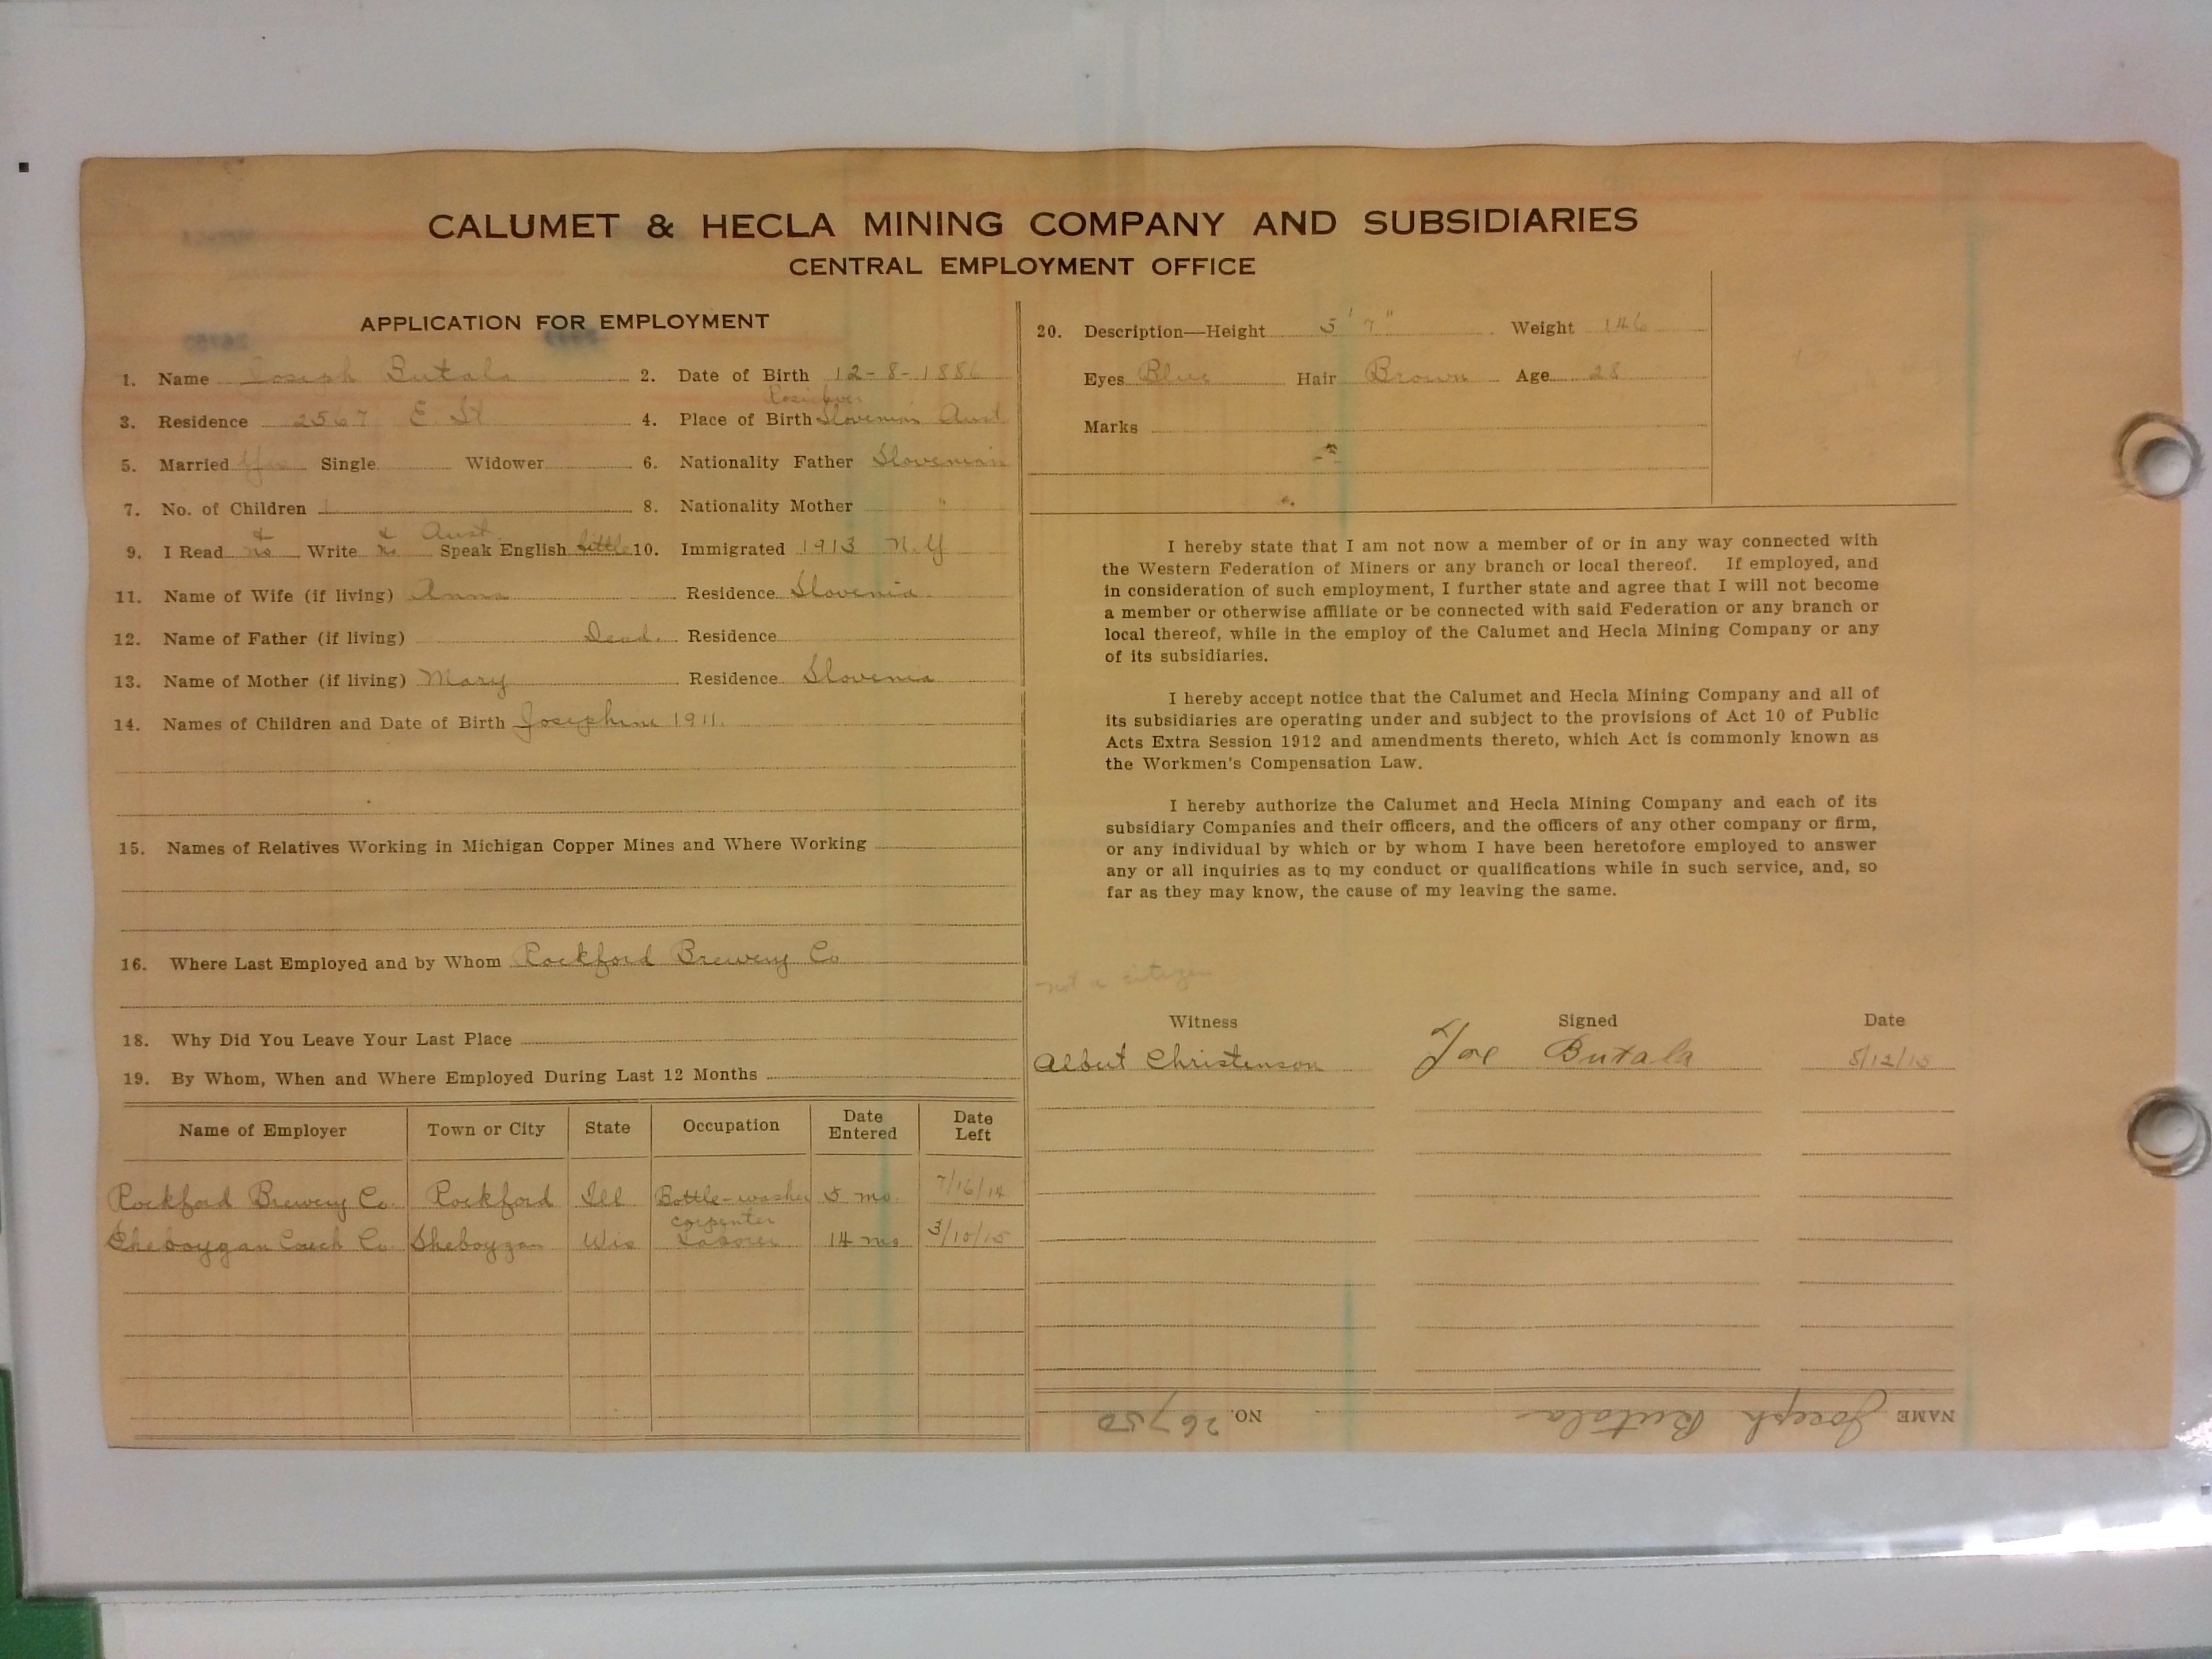 CALUMET & HECLA MINING COMPANY AND SUBSIDIARIES
CENTRAL EMPLOYMENT OFFICE
APPLICATION FOR EMPLOYMENT
1. Name Joseph Butala 2. Date of Birth 12-8-1886
3. Residence 2567 E. St 4. Place of Birth Slovenia Aust
5. Married Yes Single Widower 6. Nationality Father Slovenian
7. No. of Children 1 8. Nationality Mother "
Aust.
9. I Read no Write no Speak English little 10. Immigrated 1913 N.Y
11. Name of Wife (if living) Anna Residence Slovenia.
12. Name of Father (if living) Dead. Residence
13. Name of Mother (if living) Mary Residence Slovenia
14. Names of Children and Date of Birth Josephine 1911.
15. Names of Relatives Working in Michigan Copper Mines and Where Working
16. Where Last Employed and by Whom Rockford Brewery Co
18. Why Did You Leave Your Last Place
19. By Whom, When and Where Employed During Last 12 Months
Name of Employer Town or City State Occupation Date Entered Date Left
Rockford Brewery Co. Rockford Ill Bottle-washer 5 mo. 7/16/14
carpenter
Sheboygan Couch Co Sheboygan Wis Laborer 14 mo 3/10/15
20. Description—Height 5' 7" Weight 146
Eyes Blue Hair Brown Age 28
Marks
I hereby state that I am not now a member of or in any way connected with
the Western Federation of Miners or any branch or local thereof. If employed, and
in consideration of such employment, I further state and agree that I will not become
a member or otherwise affiliate or be connected with said Federation or any branch or
local thereof, while in the employ of the Calumet and Hecla Mining Company or any
of its subsidiaries.
I hereby accept notice that the Calumet and Hecla Mining Company and all of
its subsidiaries are operating under and subject to the provisions of Act 10 of Public
Acts Extra Session 1912 and amendments thereto, which Act is commonly known as
the Workmen's Compensation Law.
I hereby authorize the Calumet and Hecla Mining Company and each of its
subsidiary Companies and their officers, and the officers of any other company or firm,
or any individual by which or by whom I have been heretofore employed to answer
any or all inquiries as to my conduct or qualifications while in such service, and, so
far as they may know, the cause of my leaving the same.
not a citizen
Witness Signed Date
Albert Christenson Joe Butala 5/12/15
NAME Joseph Butala NO. 26750